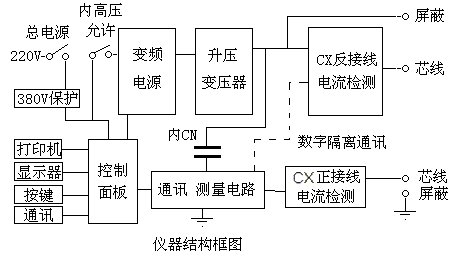 内高压
允许
总电源
220V
380V保护
变频
电源
升压
变压器
CX反接线
电流检测
屏蔽
芯线
内CN
数字隔离通讯
打印机
显示器
按键
通讯
控制
面板
通讯 测量电路
CX正接线
电流检测
芯线
屏蔽
仪器结构框图